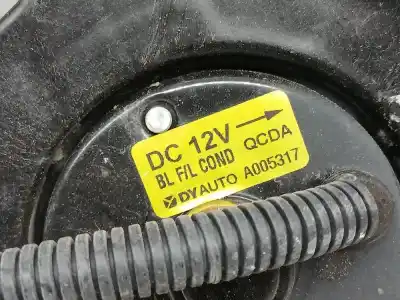 DC 12V
BL F/L COND QCDA
DYAUTO A005317